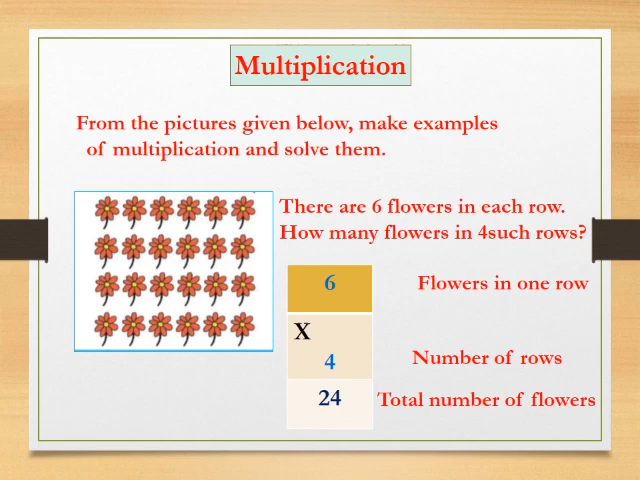 Multiplication
From the pictures given below, make examples
of multiplication and solve them.
There are 6 flowers in each row.
How many flowers in 4such rows?
6 Flowers in one row
X
4 Number of rows
24 Total number of flowers